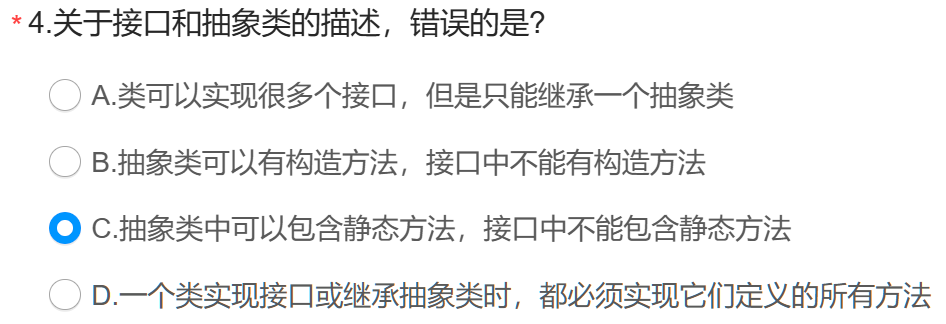 * 4.关于接口和抽象类的描述，错误的是?
A.类可以实现很多个接口，但是只能继承一个抽象类
B.抽象类可以有构造方法，接口中不能有构造方法
C.抽象类中可以包含静态方法，接口中不能包含静态方法
D.一个类实现接口或继承抽象类时，都必须实现它们定义的所有方法